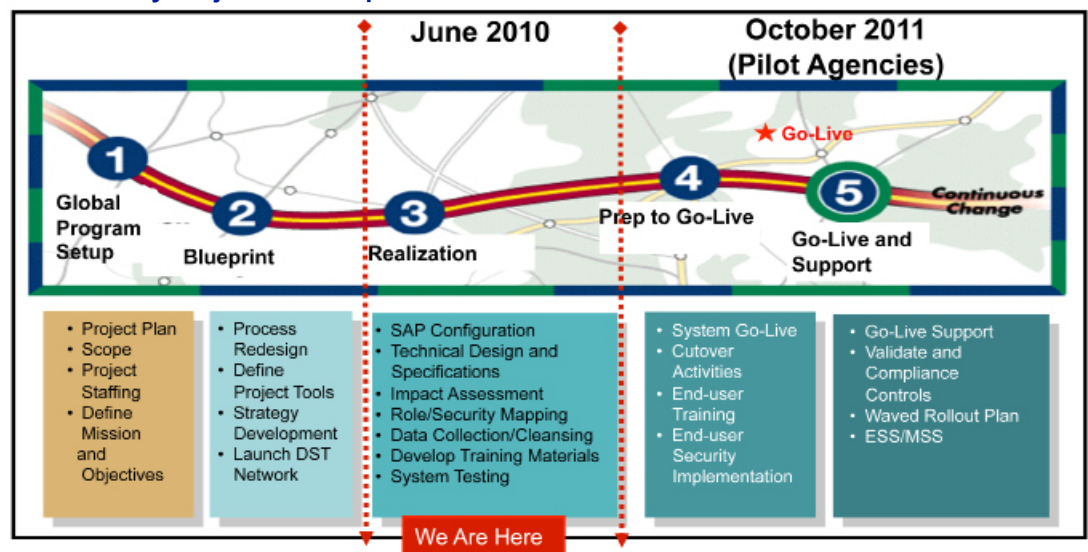 June 2010
October 2011
(Pilot Agencies)
Go-Live
1
2
3
4
5
Global
Program
Setup
Blueprint
Realization
Prep to Go-Live
Go-Live and
Support
Continuous
Change
• Project Plan
• Scope
• Project
Staffing
• Define
Mission
and
Objectives
• Process
Redesign
• Define
Project Tools
• Strategy
Development
• Launch DST
Network
• SAP Configuration
• Technical Design and
Specifications
• Impact Assessment
• Role/Security Mapping
• Data Collection/Cleansing
• Develop Training Materials
• System Testing
• System Go-Live
• Cutover
Activities
• End-user
Training
• End-user
Security
Implementation
• Go-Live Support
• Validate and
Compliance
Controls
• Waved Rollout Plan
• ESS/MSS
We Are Here